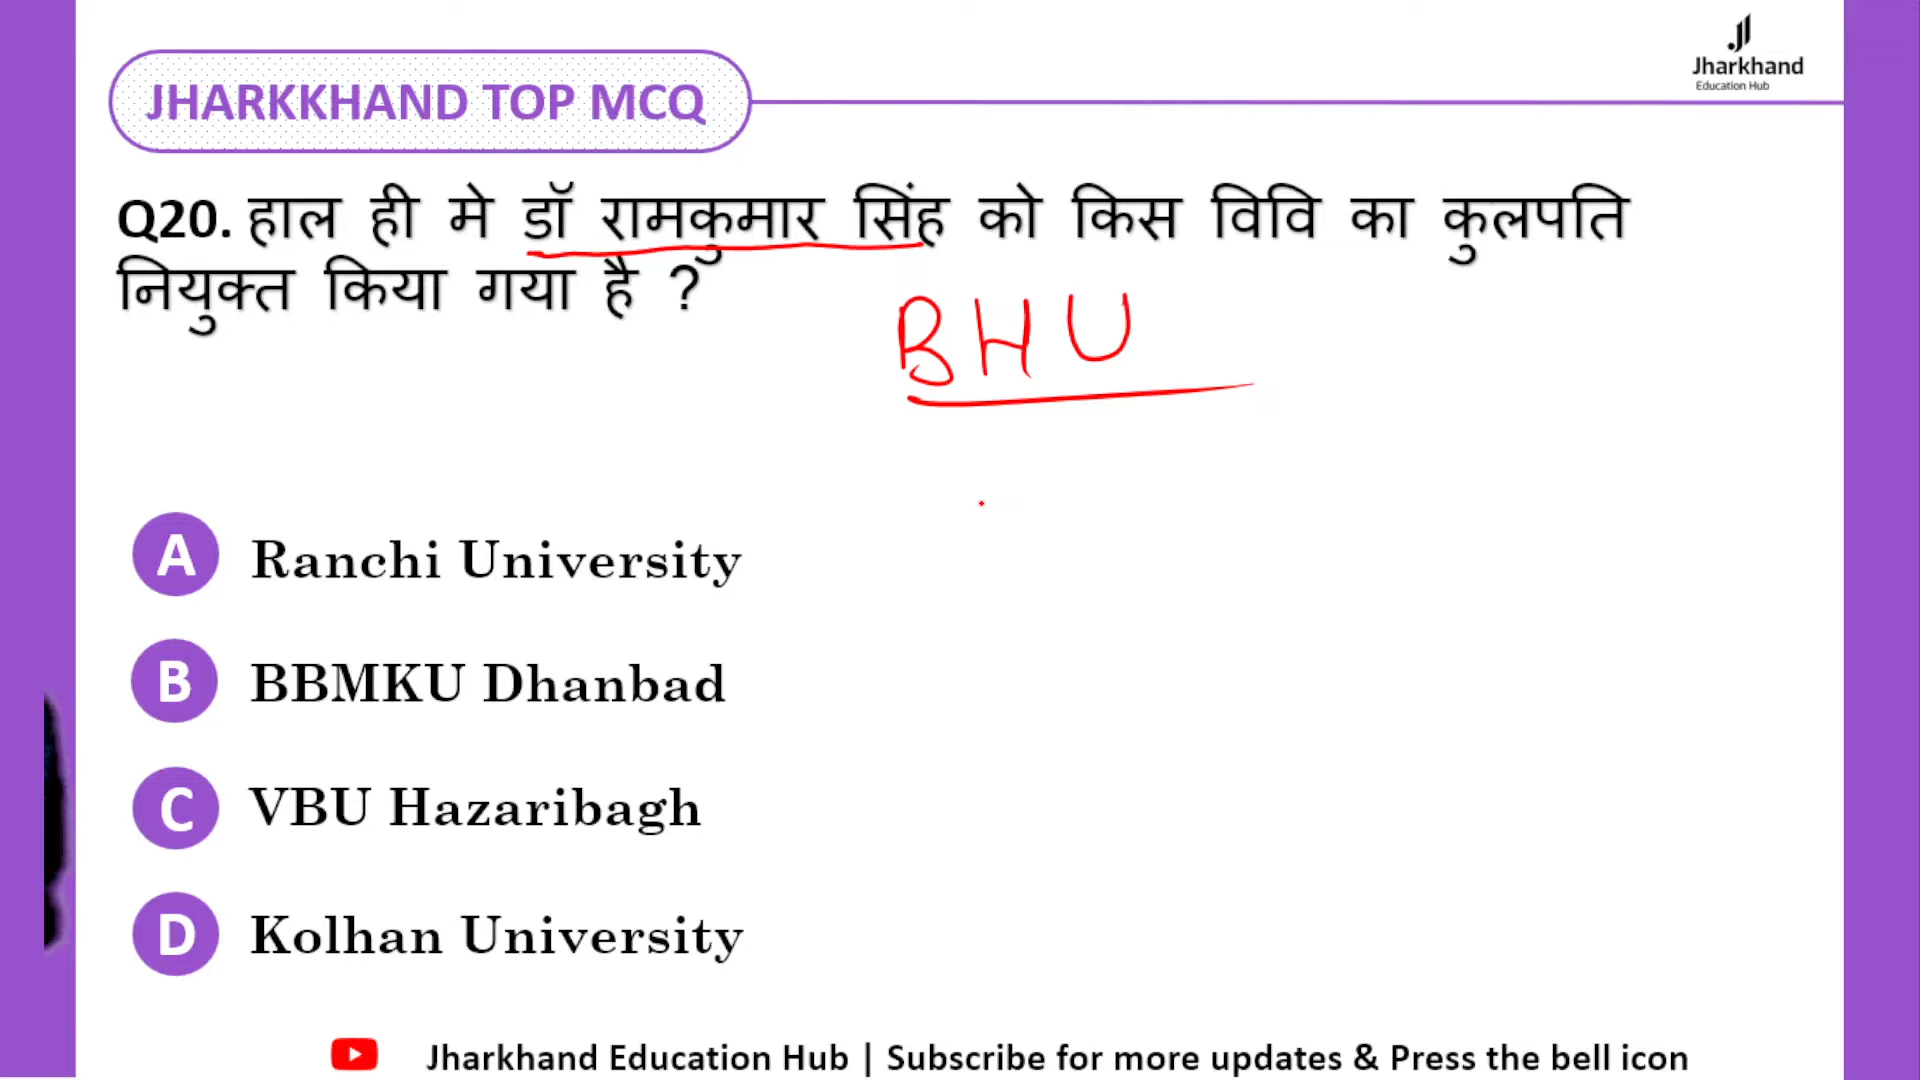 Jharkhand
Education Hub
JHARKKHAND TOP MCQ
Q20. हाल ही मे डॉ रामकुमार सिंह को किस विवि का कुलपति
नियुक्त किया गया है ?
BHU
A Ranchi University
B BBMKU Dhanbad
C VBU Hazaribagh
D Kolhan University
Jharkhand Education Hub | Subscribe for more updates & Press the bell icon